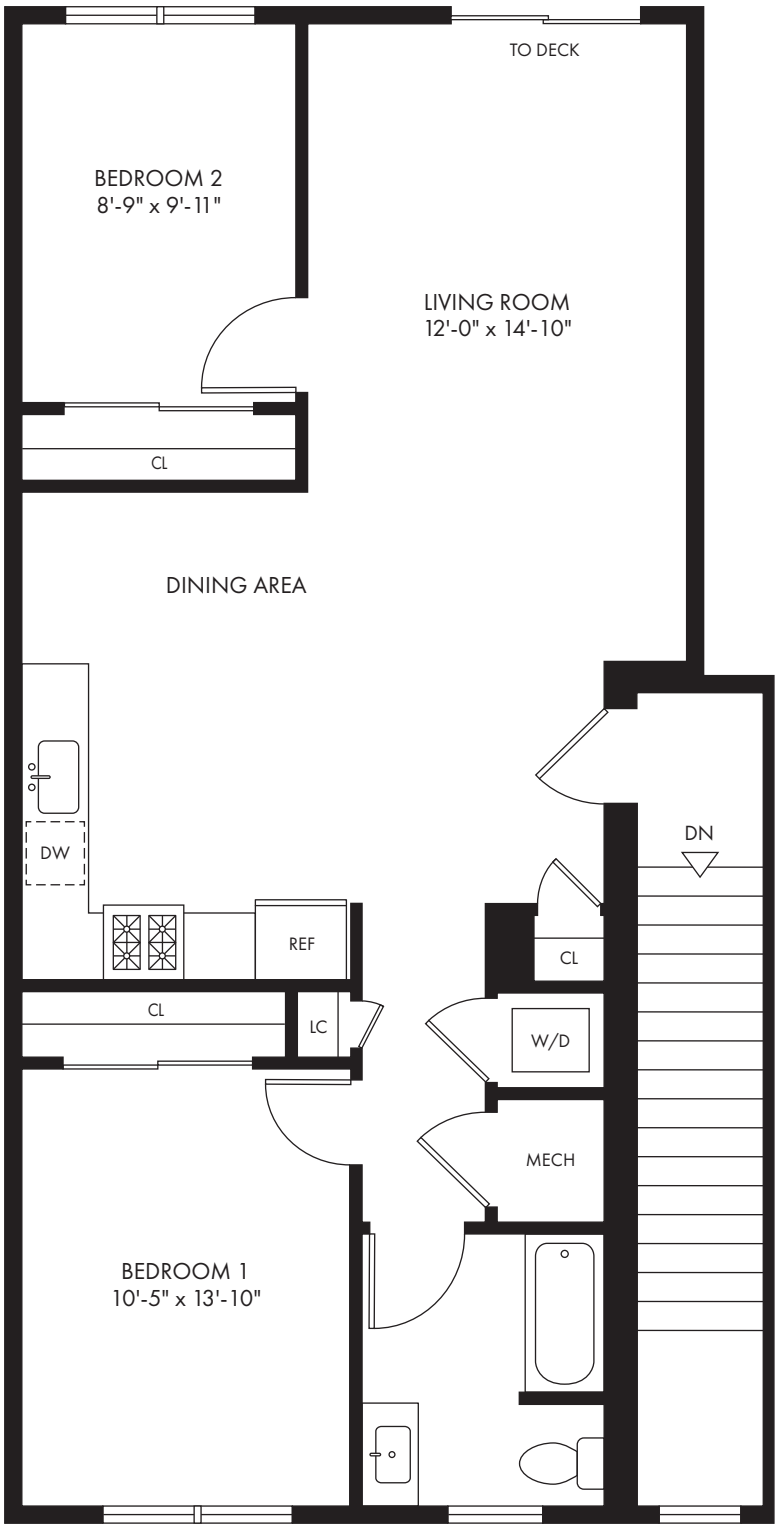 TO DECK
BEDROOM 2
8'-9" x 9'-11"
LIVING ROOM
12'-0" x 14'-10"
CL
DINING AREA
DW
DN
REF
CL
CL
LC
W/D
MECH
BEDROOM 1
10'-5" x 13'-10"